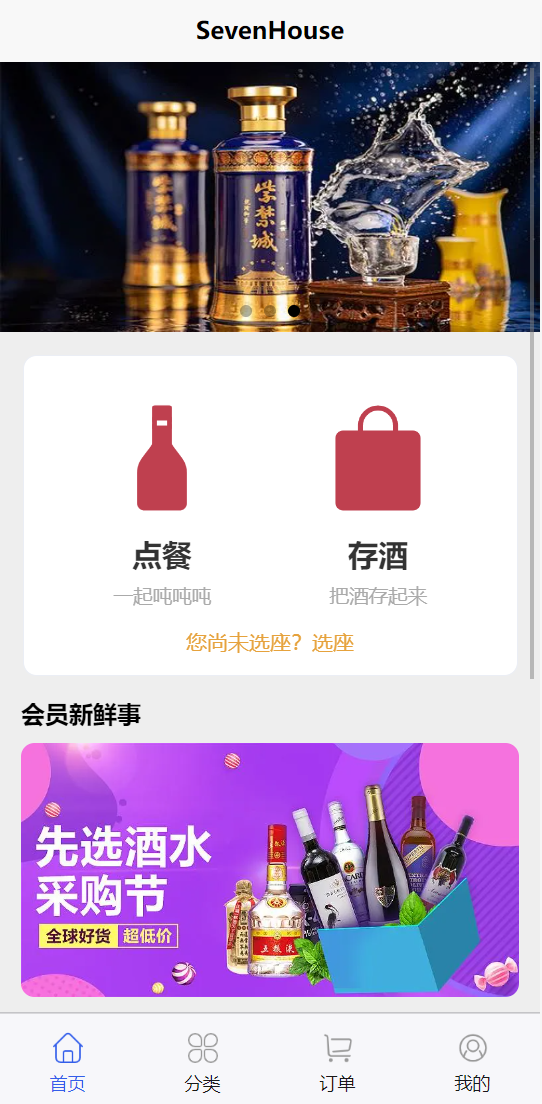 SevenHouse
紫禁城
紫禁城
点餐
存酒
一起吨吨吨
把酒存起来
您尚未选座？选座
会员新鲜事
先选酒水
采购节
全球好货 超低价
五粮液
首页
分类
订单
我的